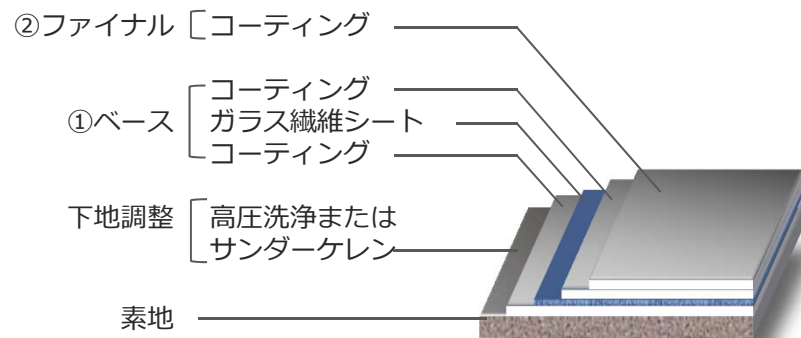 ②ファイナル コーティング
コーティング
①ベース ガラス繊維シート
コーティング
下地調整 高圧洗浄または
サンダーケレン
素地